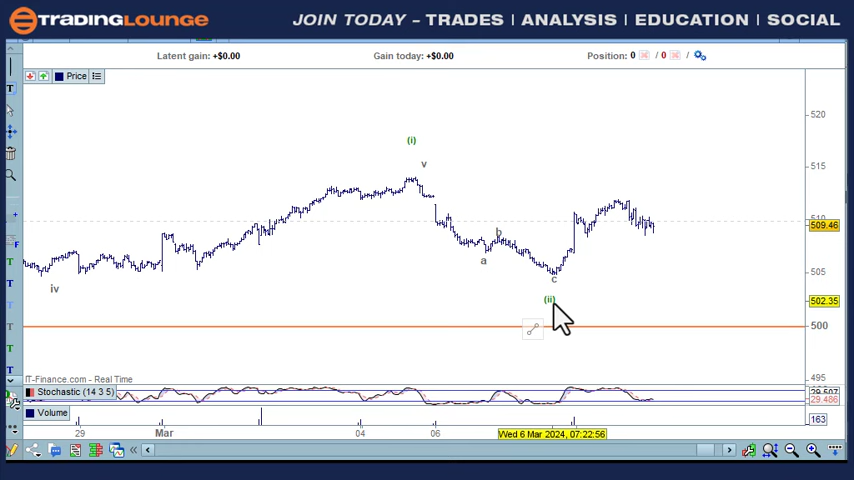 TRADINGLOUNGE JOIN TODAY – TRADES | ANALYSIS | EDUCATION | SOCIAL
Latent gain: +$0.00 Gain today: +$0.00 Position: 0 / 0 /
Price
520
(i)
v
515
510
b
509.46
a
505
c
iv
(ii)
502.35
500
IT-Finance.com - Real Time
495
Stochastic (14 3 5)
29.486
Volume
163
29 Mar 04 06 Wed 6 Mar 2024, 07:22:56